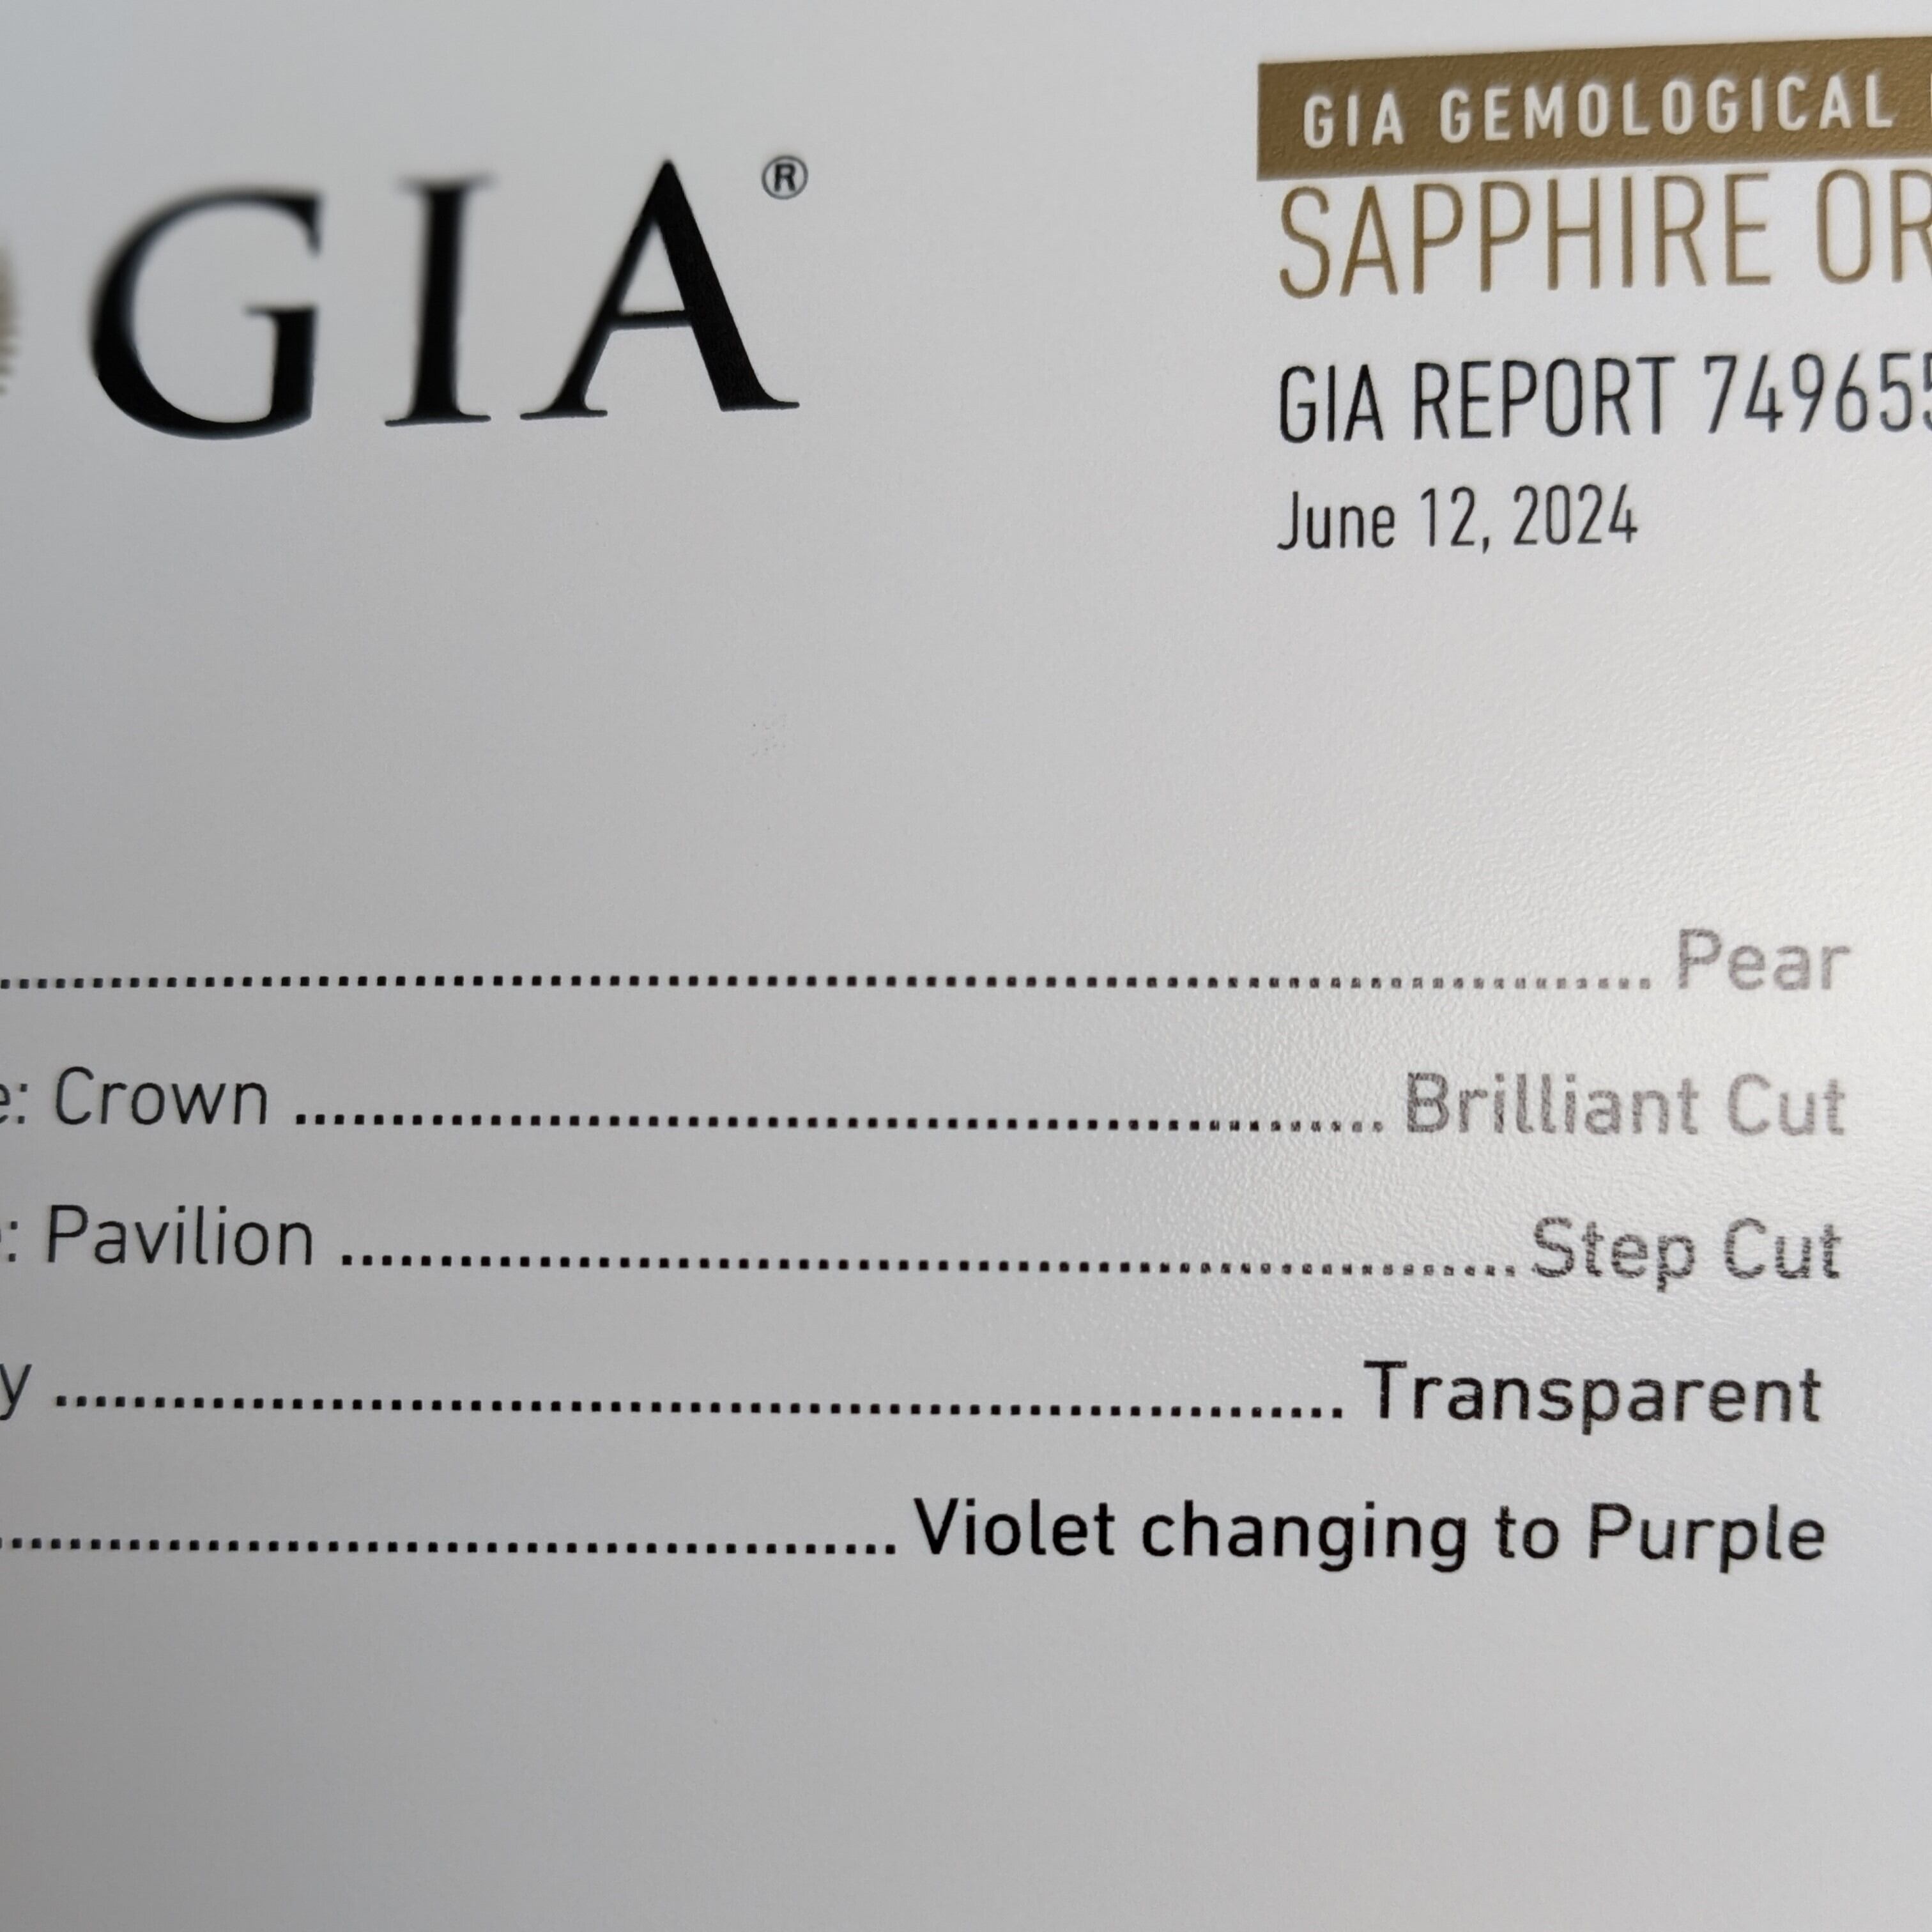 GIA®
GIA GEMOLOGICAL
SAPPHIRE OR
GIA REPORT 749655
June 12, 2024
.......... Pear
e: Crown .......... Brilliant Cut
e: Pavilion .......... Step Cut
y .......... Transparent
.......... Violet changing to Purple